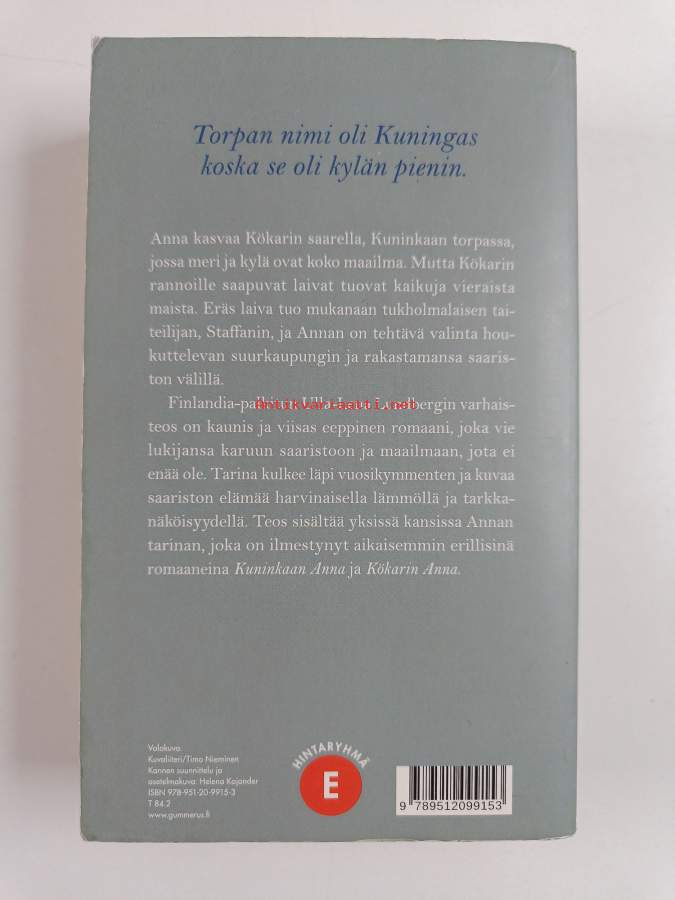 Torpan nimi oli Kuningas
koska se oli kylän pienin.
Anna kasvaa Kökarin saarella, Kuninkaan torpassa,
jossa meri ja kylä ovat koko maailma. Mutta Kökarin
rannoille saapuvat laivat tuovat kaikuja vieraista
maista. Eräs laiva tuo mukanaan tukholmalaisen tai-
teilijan, Staffanin, ja Annan on tehtävä valinta hou-
kuttelevan suurkaupungin ja rakastamansa saaris-
ton välillä.
Finlandia-palkitun Ulla-Lena Lundbergin varhais-
Antikvariaatti.net
teos on kaunis ja viisas eeppinen romaani, joka vie
lukijansa karuun saaristoon ja maailmaan, jota ei
enää ole. Tarina kulkee läpi vuosikymmenten ja kuvaa
saariston elämää harvinaisella lämmöllä ja tarkka-
näköisyydellä. Teos sisältää yksissä kansissa Annan
tarinan, joka on ilmestynyt aikaisemmin erillisinä
romaaneina Kuninkaan Anna ja Kökarin Anna.
Valokuva:
Kuvaliiteri/Timo Nieminen
Kannen suunnittelu ja
asetelmakuva: Helena Kajander
ISBN 978-951-20-9915-3
T 84.2
www.gummerus.fi
HINTARYHMÄ
E
9 789512 099153